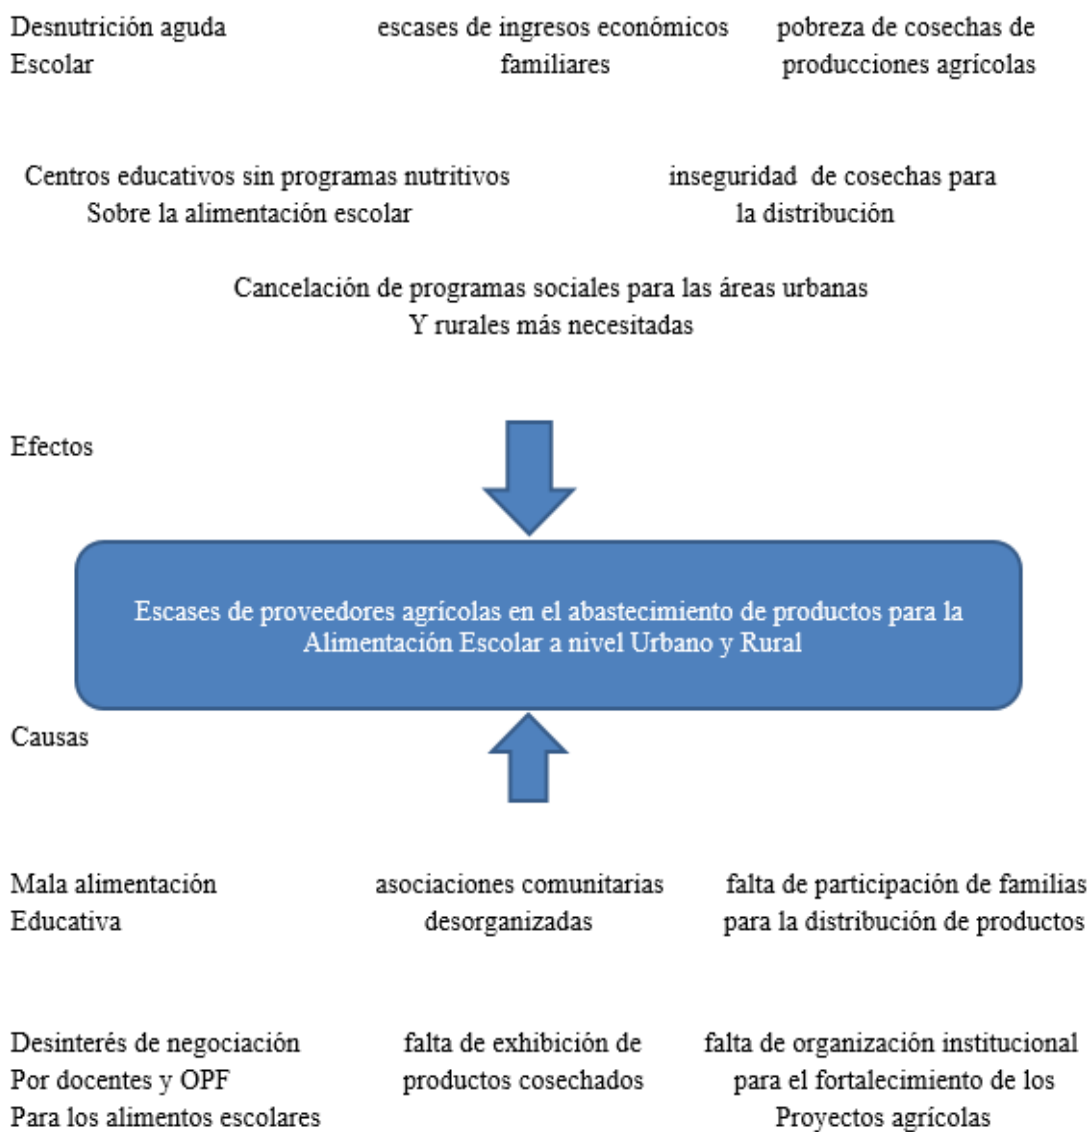 Desnutrición aguda
Escolar
escases de ingresos económicos
familiares
pobreza de cosechas de
producciones agrícolas
Centros educativos sin programas nutritivos
Sobre la alimentación escolar
inseguridad de cosechas para
la distribución
Cancelación de programas sociales para las áreas urbanas
Y rurales más necesitadas
Efectos
Escases de proveedores agrícolas en el abastecimiento de productos para la
Alimentación Escolar a nivel Urbano y Rural
Causas
Mala alimentación
Educativa
asociaciones comunitarias
desorganizadas
falta de participación de familias
para la distribución de productos
Desinterés de negociación
Por docentes y OPF
Para los alimentos escolares
falta de exhibición de
productos cosechados
falta de organización institucional
para el fortalecimiento de los
Proyectos agrícolas